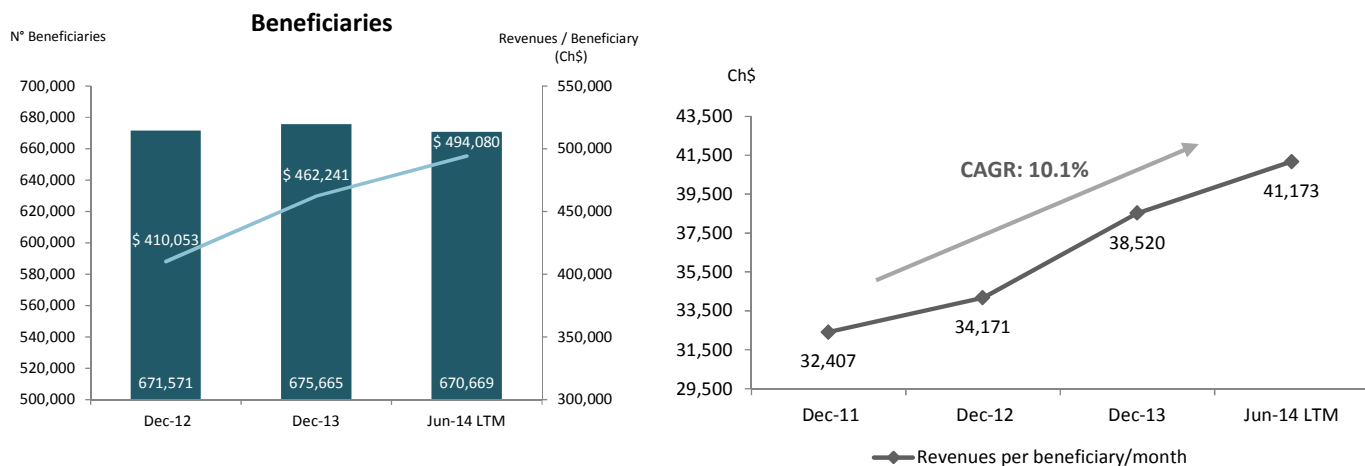 Beneficiaries
N° Beneficiaries
Revenues / Beneficiary
(Ch$)
700,000
680,000
660,000
640,000
620,000
600,000
580,000
560,000
540,000
520,000
500,000
550,000
500,000
450,000
400,000
350,000
300,000
$ 410,053
$ 462,241
$ 494,080
671,571
675,665
670,669
Dec-12
Dec-13
Jun-14 LTM
Ch$
43,500
41,500
39,500
37,500
35,500
33,500
31,500
29,500
CAGR: 10.1%
32,407
34,171
38,520
41,173
Dec-11
Dec-12
Dec-13
Jun-14 LTM
Revenues per beneficiary/month